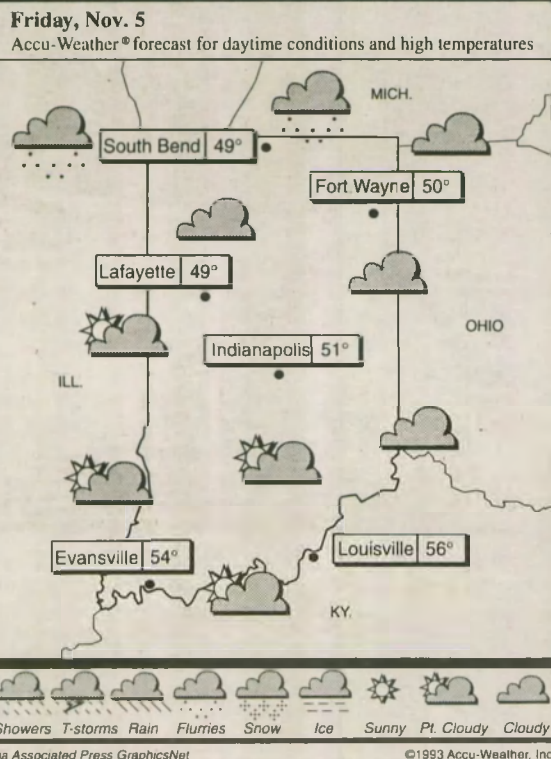 Friday, Nov. 5
Accu-Weather® forecast for daytime conditions and high temperatures
MICH.
South Bend 49°
Fort Wayne 50°
Lafayette 49°
OHIO
Indianapolis 51°
ILL.
Evansville 54°
Louisville 56°
KY.
Showers T-storms Rain Flurries Snow Ice Sunny Pt. Cloudy Cloudy
Associated Press GraphicsNet
©1993 Accu-Weather, Inc